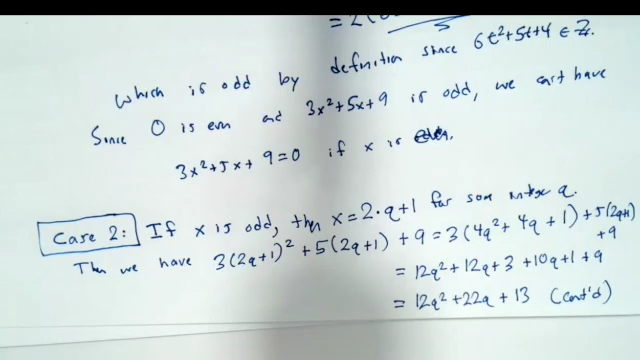 = 2(
which is odd by definition since 6t²+5t+4 ∈ ℤ.
Since 0 is even and 3x²+5x+9 is odd, we can't have
3x²+5x+9=0 if x is
Case 2: If x is odd, then x=2·q+1 for some integer q.
Then we have 3(2q+1)²+5(2q+1)+9=3(4q²+4q+1)+5(2q+1)
+9
= 12q²+12q+3+10q+1+9
= 12q²+22q+13 (cont'd)